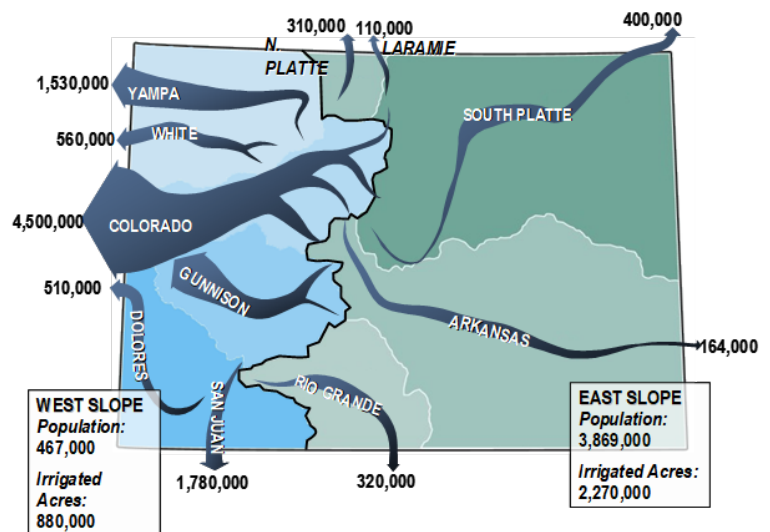 310,000
110,000
400,000
N.
PLATTE
LARAMIE
1,530,000
YAMPA
SOUTH PLATTE
560,000
WHITE
4,500,000
COLORADO
510,000
GUNNISON
DOLORES
ARKANSAS
164,000
SAN JUAN
RIO GRANDE
WEST SLOPE
Population:
467,000
Irrigated
Acres:
880,000
EAST SLOPE
Population:
3,869,000
Irrigated Acres:
2,270,000
1,780,000
320,000